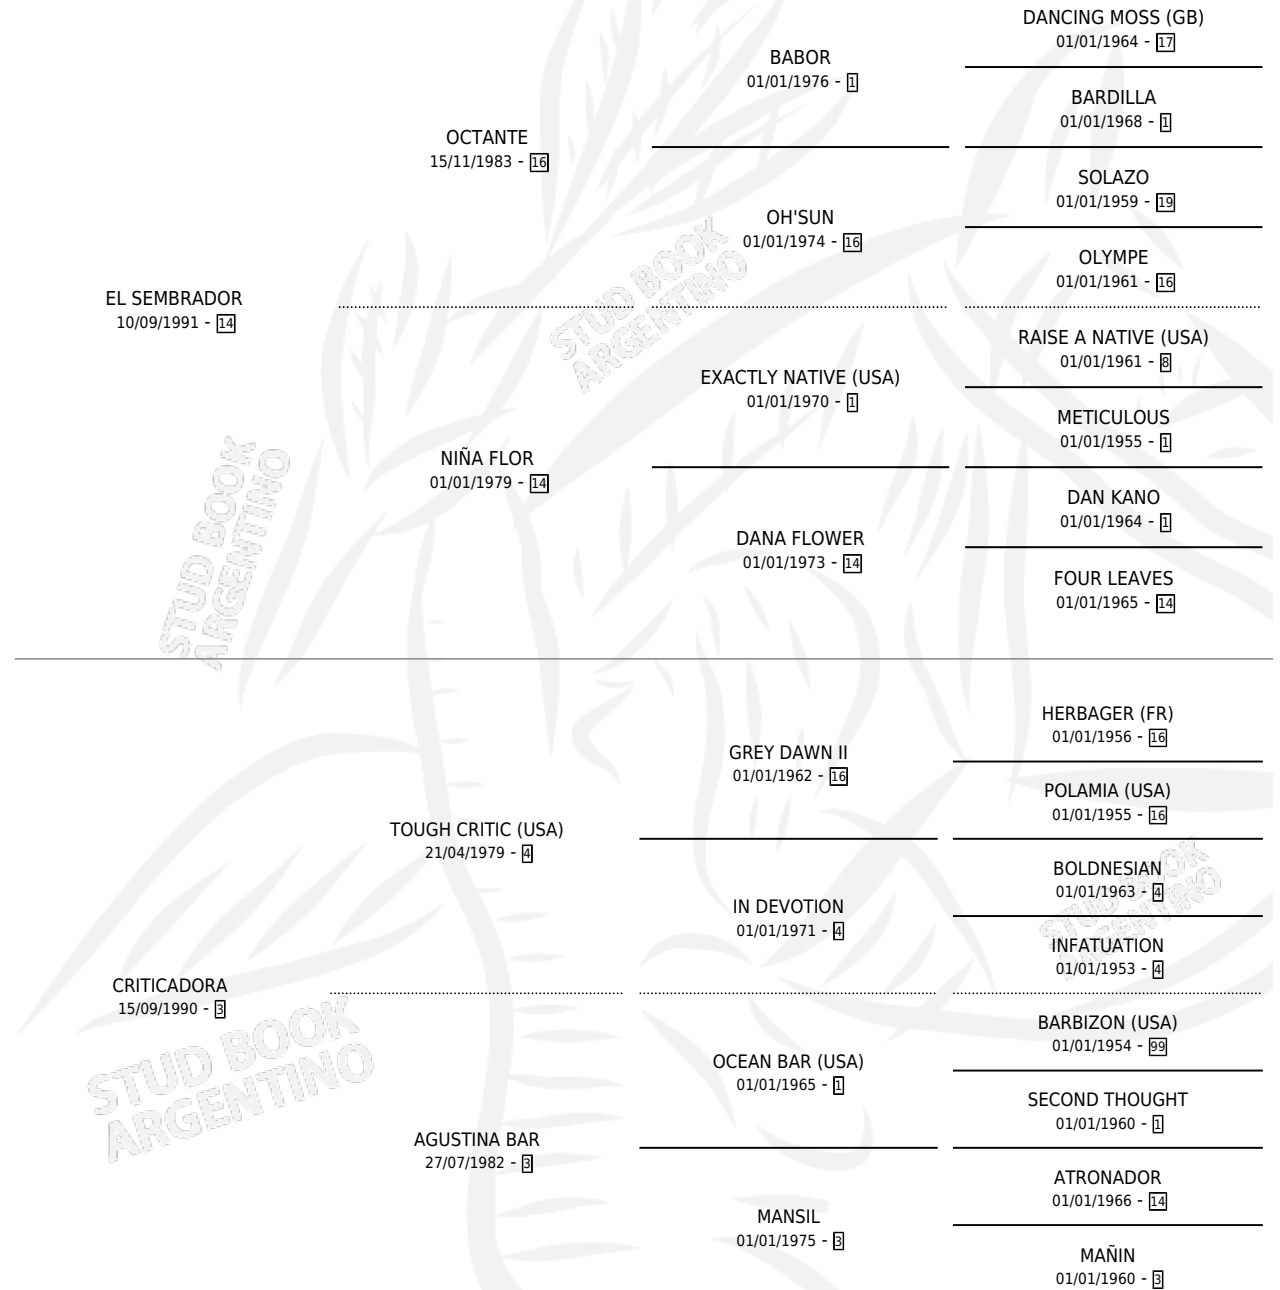 DANCING MOSS (GB)
01/01/1964 - 17
BABOR
01/01/1976 - 1
BARDILLA
01/01/1968 - 1
OCTANTE
15/11/1983 - 16
SOLAZO
01/01/1959 - 19
OH'SUN
01/01/1974 - 16
OLYMPE
01/01/1961 - 16
EL SEMBRADOR
10/09/1991 - 14
RAISE A NATIVE (USA)
01/01/1961 - 8
EXACTLY NATIVE (USA)
01/01/1970 - 1
METICULOUS
01/01/1955 - 1
NIÑA FLOR
01/01/1979 - 14
DAN KANO
01/01/1964 - 1
DANA FLOWER
01/01/1973 - 14
FOUR LEAVES
01/01/1965 - 14
HERBAGER (FR)
01/01/1956 - 16
GREY DAWN II
01/01/1962 - 16
POLAMIA (USA)
01/01/1955 - 16
TOUGH CRITIC (USA)
21/04/1979 - 4
BOLDNESIAN
01/01/1963 - 4
IN DEVOTION
01/01/1971 - 4
INFATUATION
01/01/1953 - 4
CRITICADORA
15/09/1990 - 3
BARBIZON (USA)
01/01/1954 - 99
OCEAN BAR (USA)
01/01/1965 - 1
SECOND THOUGHT
01/01/1960 - 1
AGUSTINA BAR
27/07/1982 - 3
ATRONADOR
01/01/1966 - 14
MANSIL
01/01/1975 - 3
MAÑIN
01/01/1960 - 3
STUD BOOK
ARGENTINO
STUD BOOK
ARGENTINO
STUD BOOK
ARGENTINO
STUD BOOK
ARGENTINO